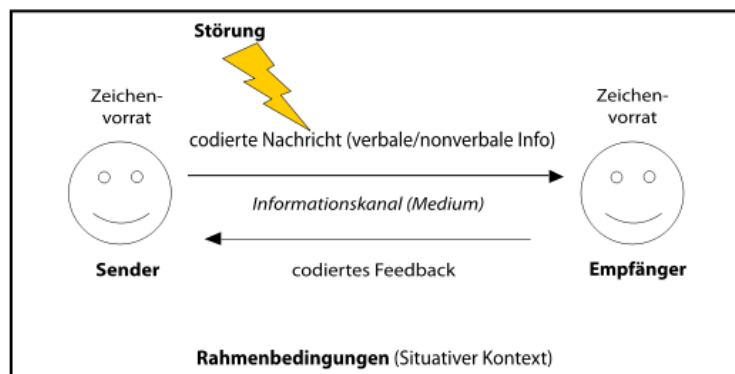 Störung
Zeichen-
vorrat
Zeichen-
vorrat
codierte Nachricht (verbale/nonverbale Info)
Informationskanal (Medium)
Sender
codiertes Feedback
Empfänger
Rahmenbedingungen (Situativer Kontext)